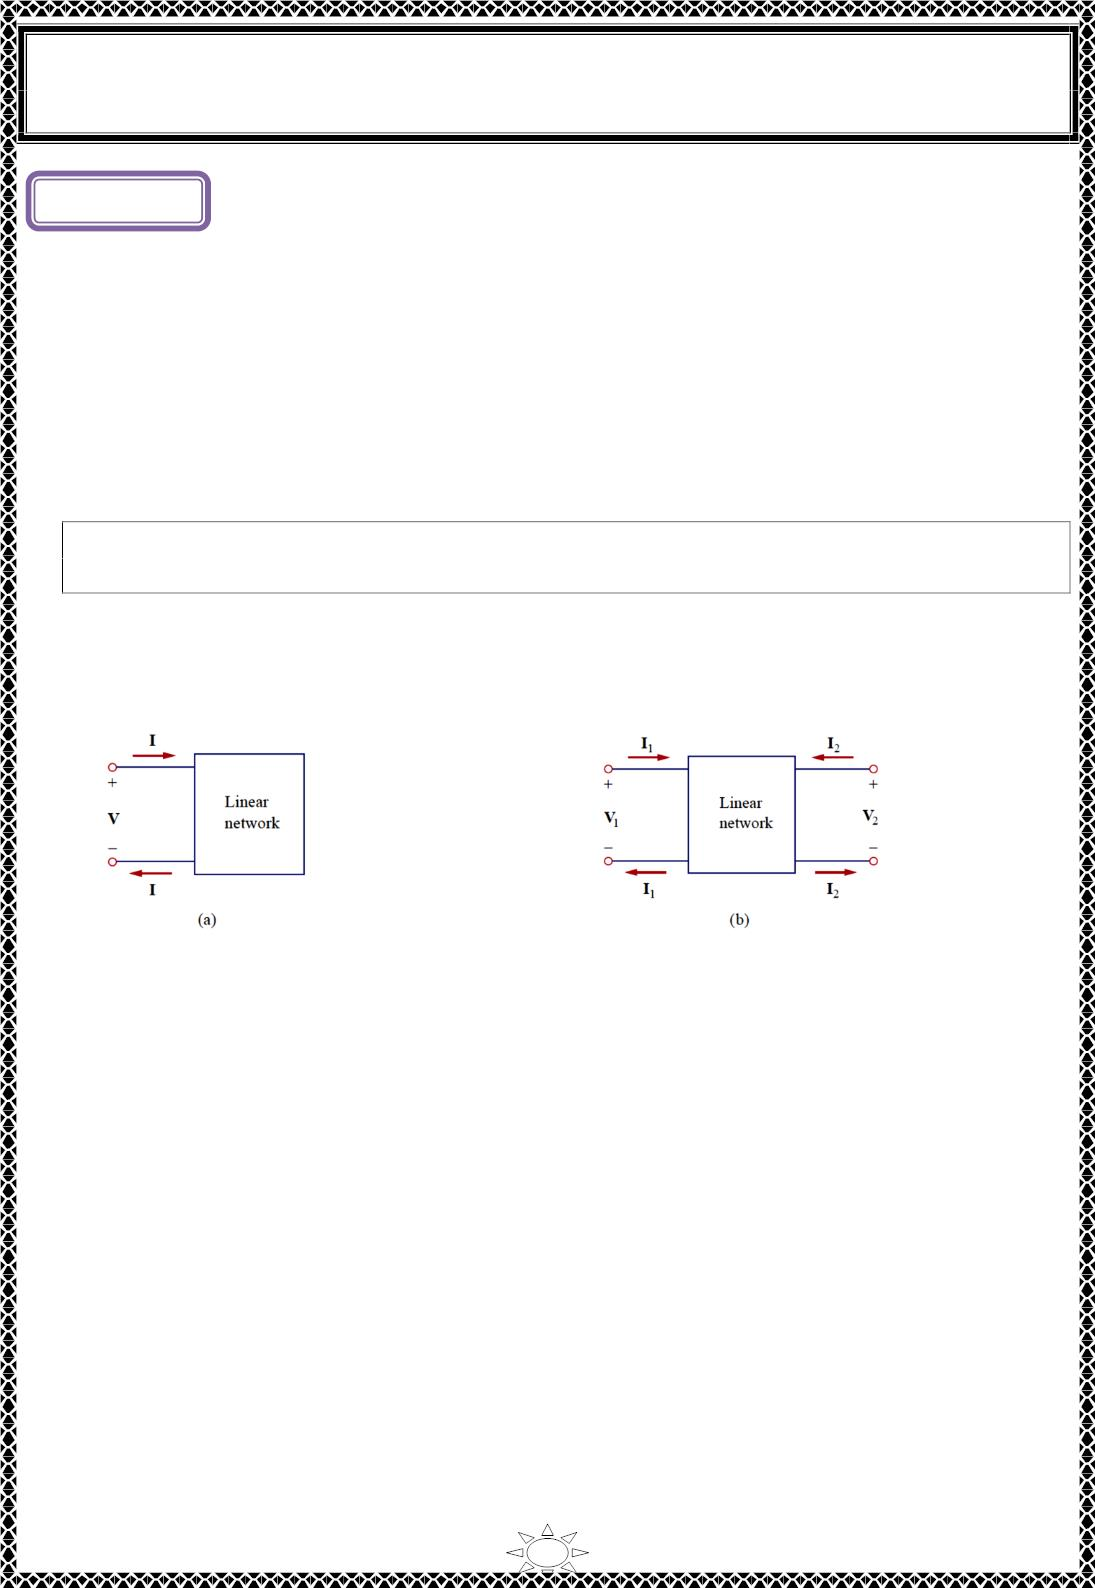 I
+
V
−
I
Linear
network
(a)
I₁
I₂
+
+
V₁
V₂
−
−
I₁
I₂
Linear
network
(b)